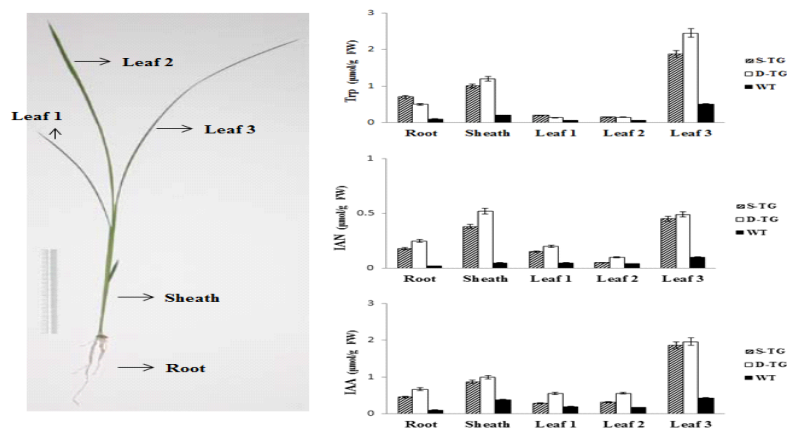 Leaf 2
Leaf 1
Leaf 3
Sheath
Root
Trp (µmol/g FW)
3
2
1
0
Root Sheath Leaf 1 Leaf 2 Leaf 3
S-TG
D-TG
WT
IAN (µmol/g FW)
1
0.5
0
Root Sheath Leaf 1 Leaf 2 Leaf 3
S-TG
D-TG
WT
IAA (µmol/g FW)
3
2
1
0
Root Sheath Leaf 1 Leaf 2 Leaf 3
S-TG
D-TG
WT